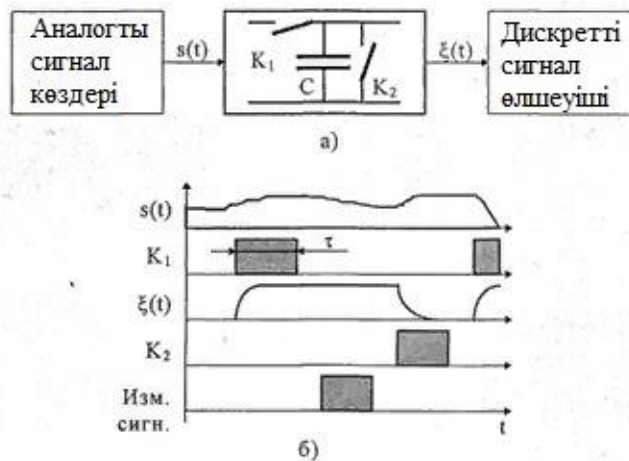 Аналогты
сигнал
көздері
s(t)
K₁
C
K₂
ξ(t)
Дискретті
сигнал
өлшеуіші
а)
s(t)
K₁
τ
ξ(t)
K₂
Изм.
сигн.
t
б)